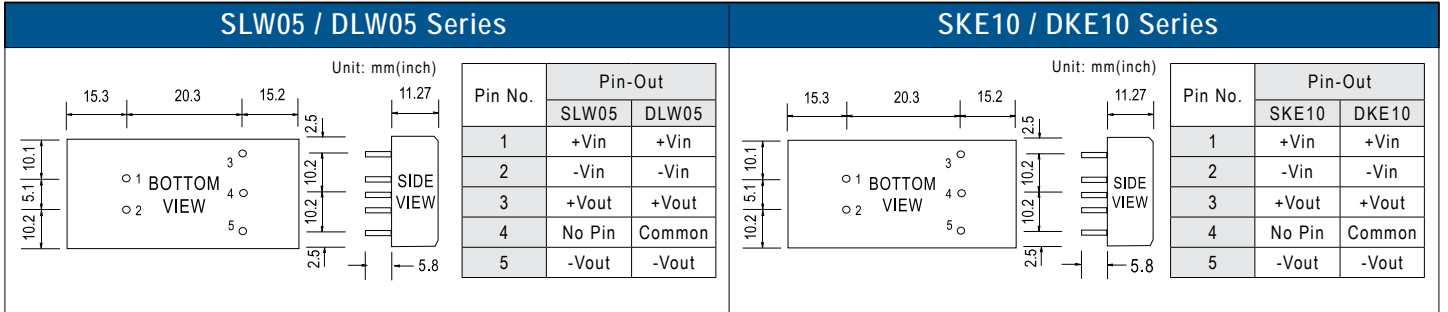 SLW05 / DLW05 Series
Unit: mm(inch)
15.3 20.3 15.2 11.27
2.5
10.1 5.1 10.2
10.2 10.2
2.5
3
1 BOTTOM 4
2 VIEW
5
SIDE
VIEW
5.8
Pin No. Pin-Out
SLW05 DLW05
1 +Vin +Vin
2 -Vin -Vin
3 +Vout +Vout
4 No Pin Common
5 -Vout -Vout
SKE10 / DKE10 Series
Unit: mm(inch)
15.3 20.3 15.2 11.27
2.5
10.1 5.1 10.2
10.2 10.2
2.5
3
1 BOTTOM 4
2 VIEW
5
SIDE
VIEW
5.8
Pin No. Pin-Out
SKE10 DKE10
1 +Vin +Vin
2 -Vin -Vin
3 +Vout +Vout
4 No Pin Common
5 -Vout -Vout